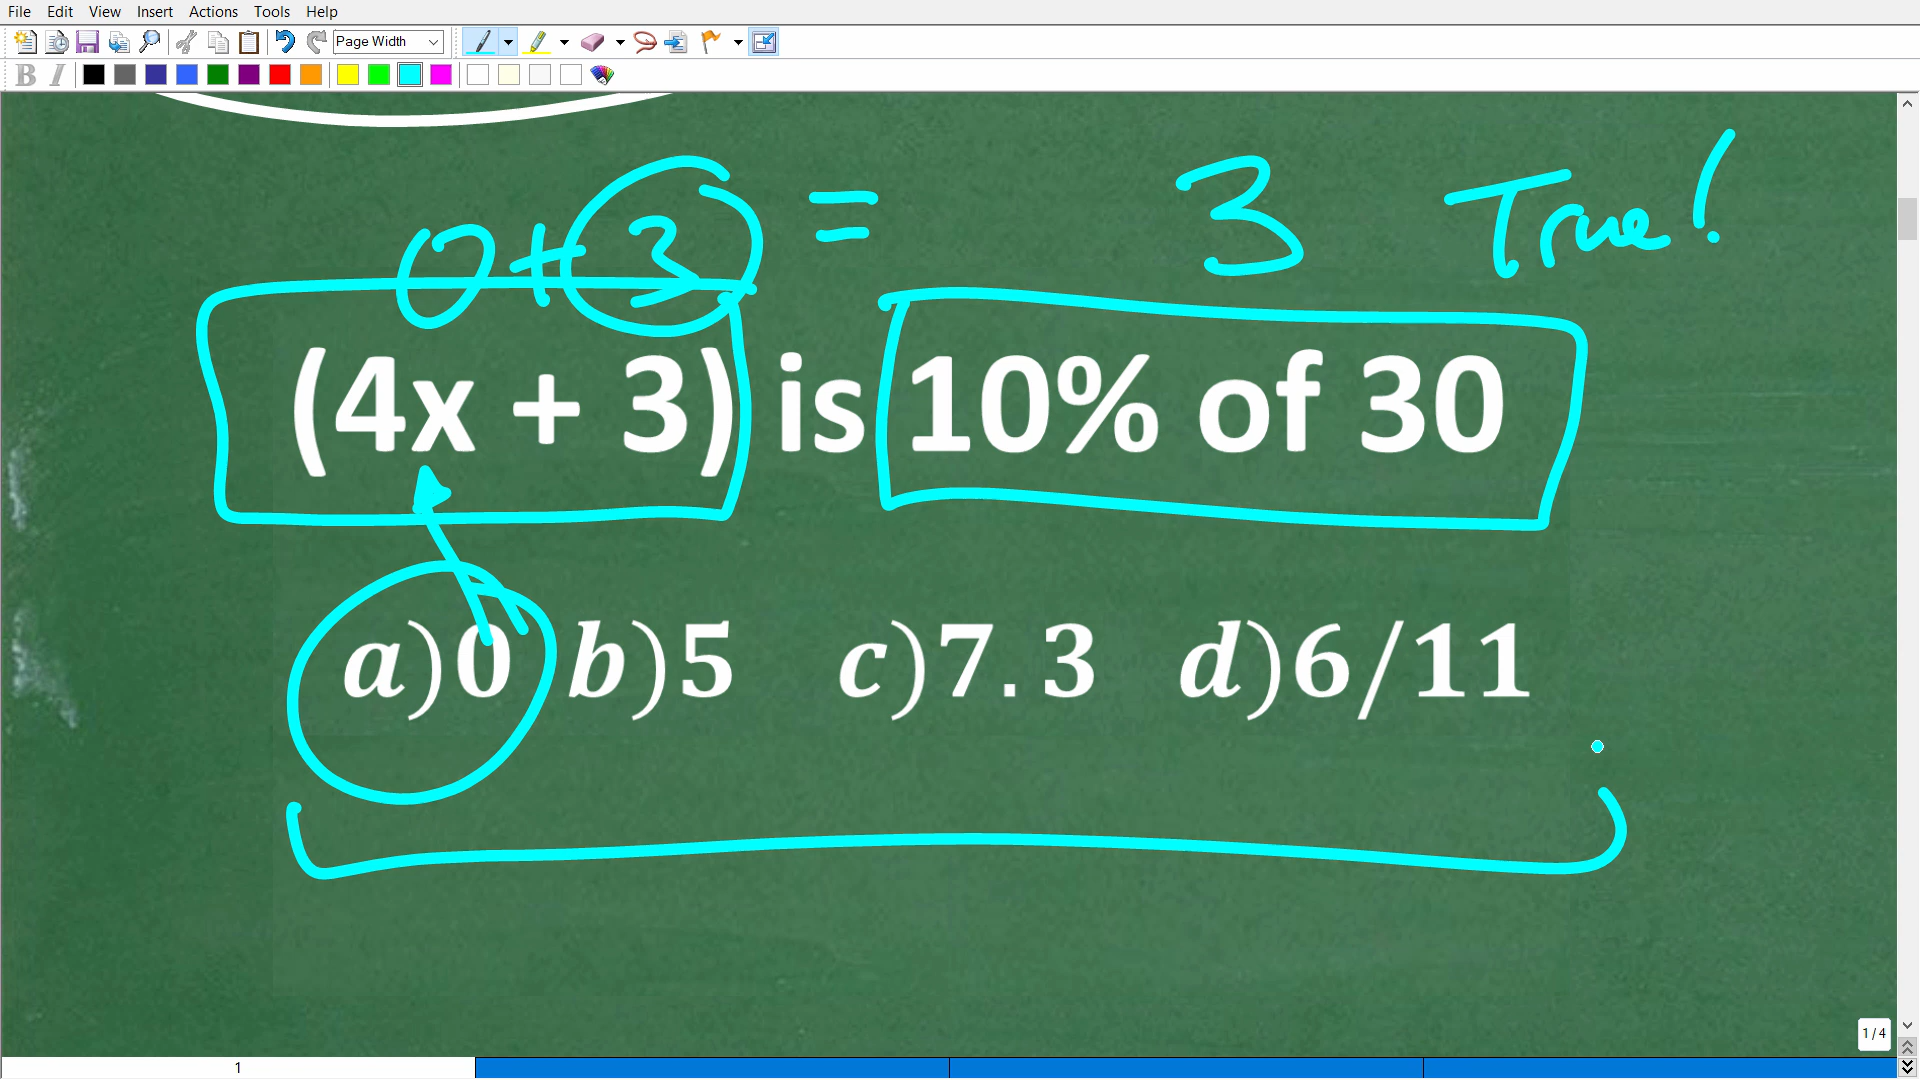 File Edit View Insert Actions Tools Help
Page Width
B I
0 + 3 = 3 True!
(4x + 3) is 10% of 30
a)0 b)5 c)7.3 d)6/11
1 / 4
1